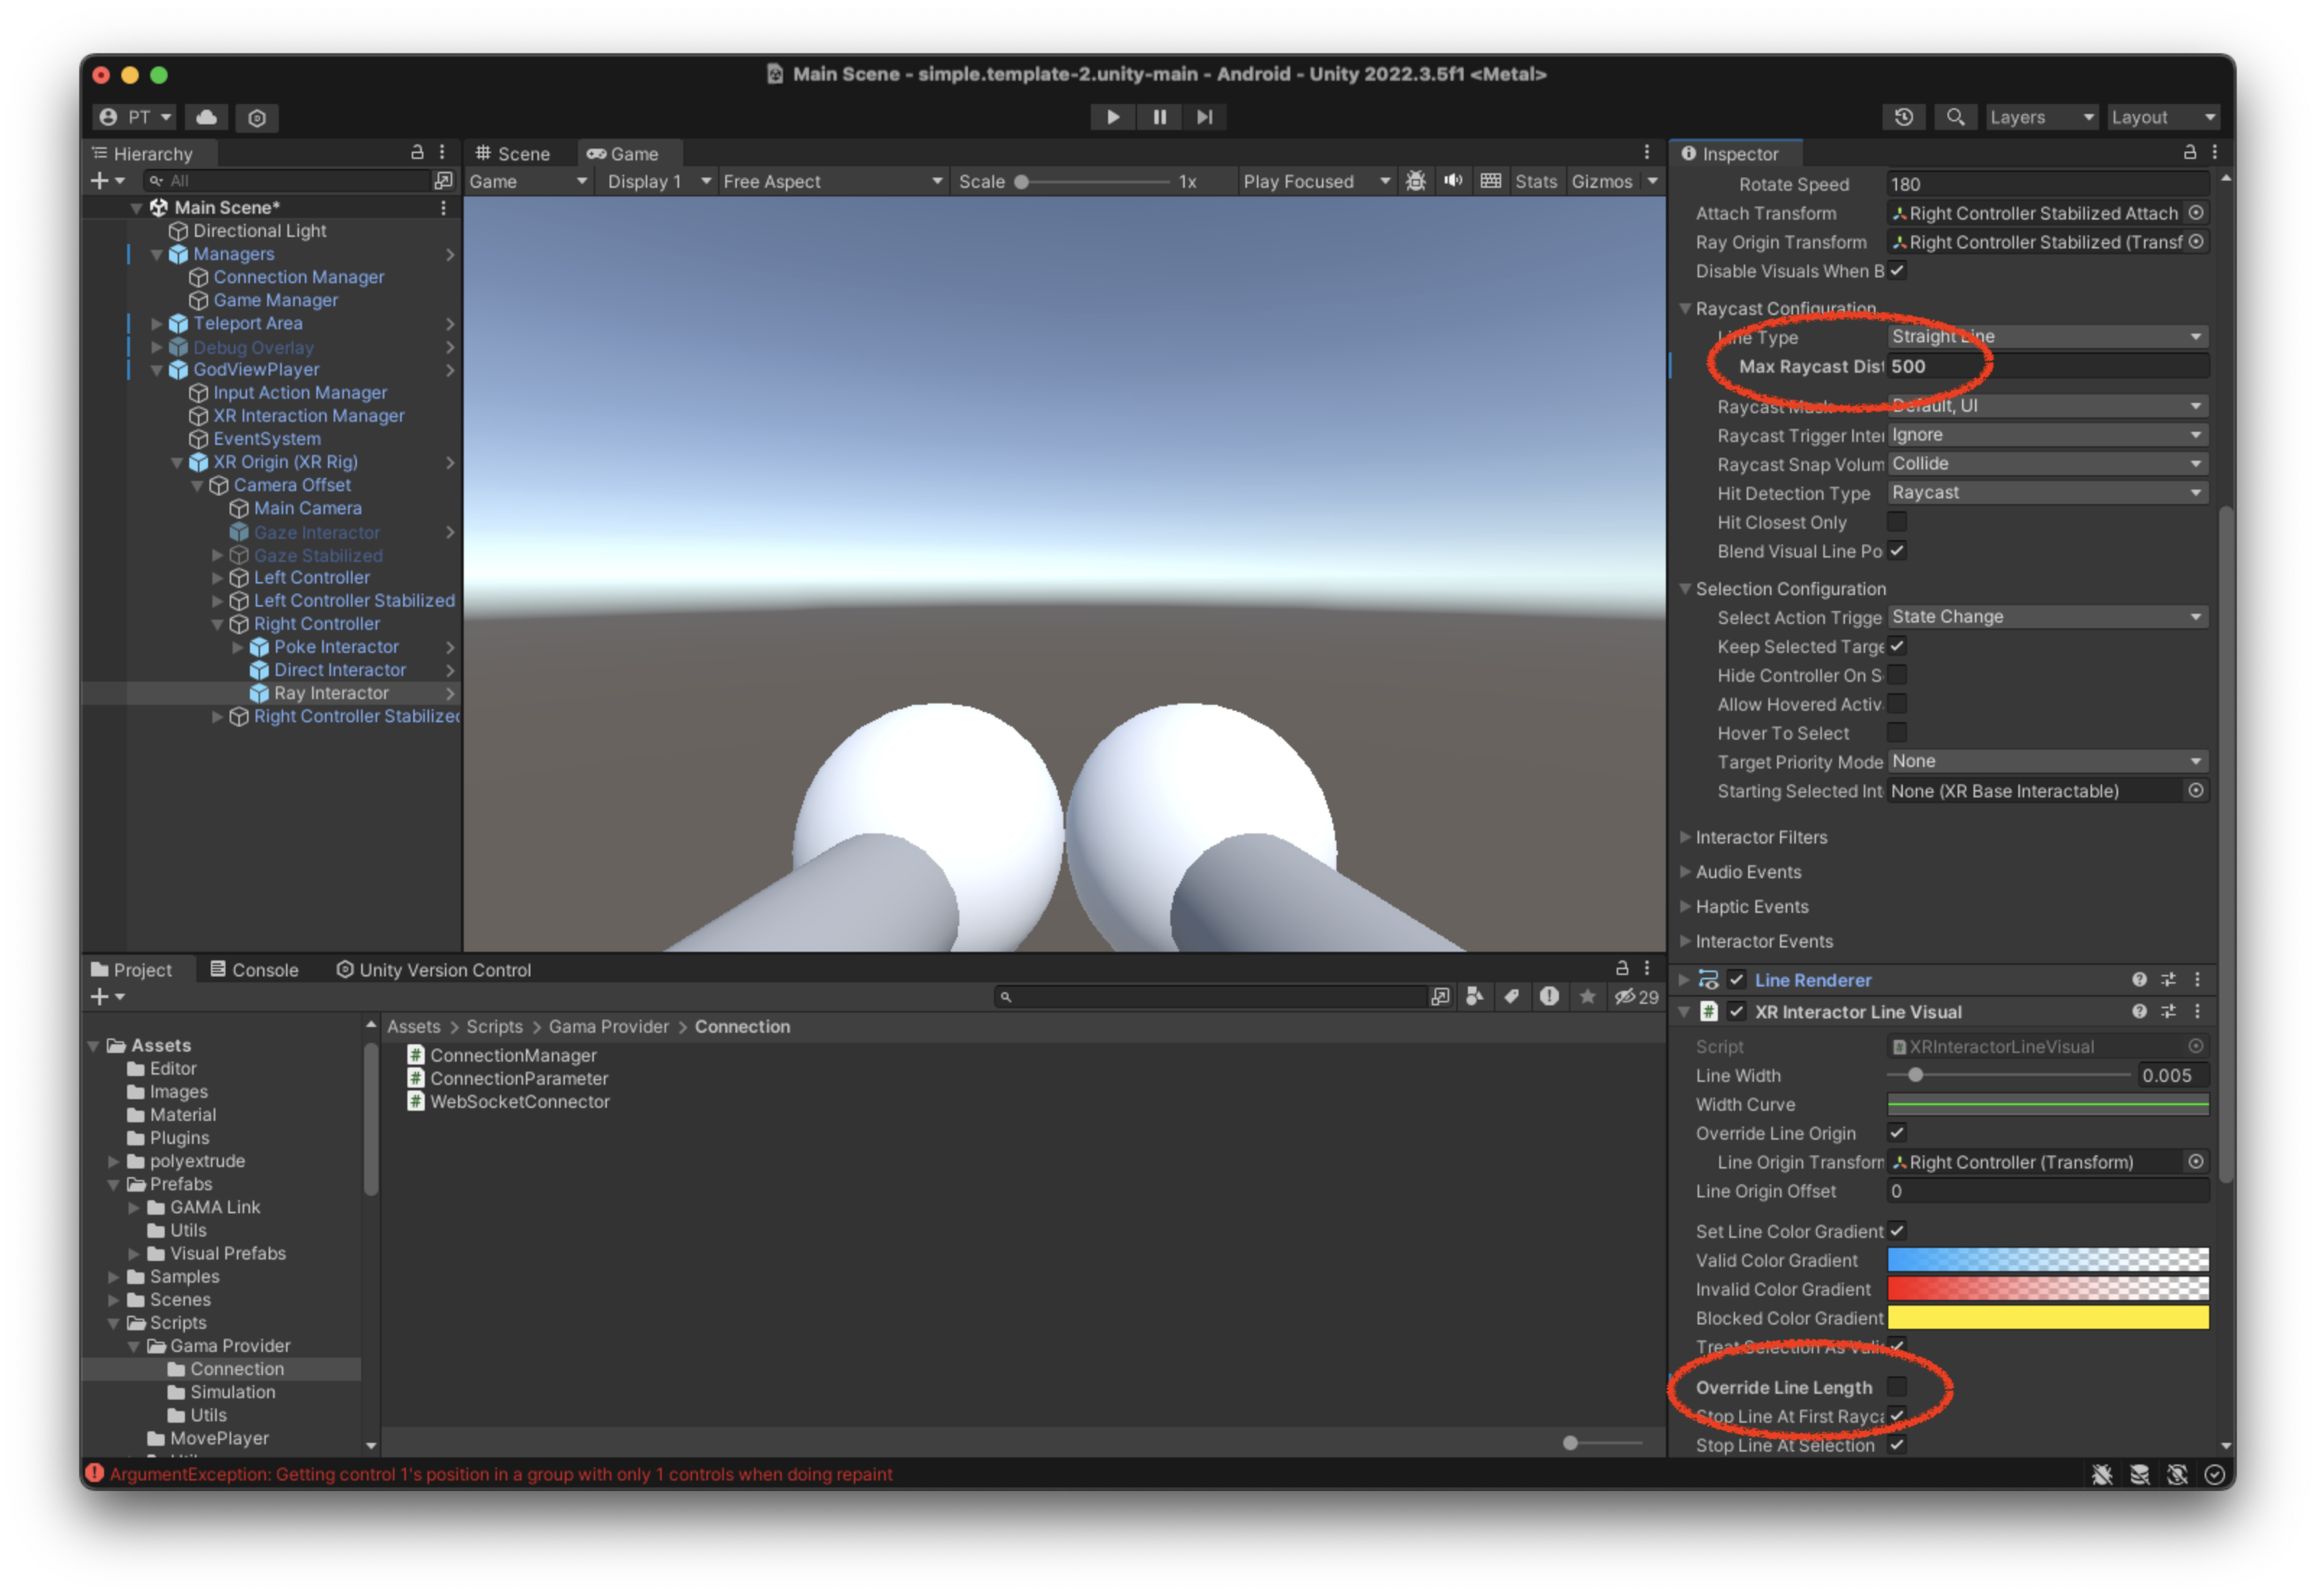 Main Scene - simple.template-2.unity-main - Android - Unity 2022.3.5f1 <Metal>
PT
Layers
Layout
Hierarchy
All
Main Scene*
Directional Light
Managers
Connection Manager
Game Manager
Teleport Area
Debug Overlay
GodViewPlayer
Input Action Manager
XR Interaction Manager
EventSystem
XR Origin (XR Rig)
Camera Offset
Main Camera
Gaze Interactor
Gaze Stabilized
Left Controller
Left Controller Stabilized
Right Controller
Poke Interactor
Direct Interactor
Ray Interactor
Right Controller Stabilized
Scene
Game
Game
Display 1
Free Aspect
Scale
1x
Play Focused
Stats
Gizmos
Inspector
Rotate Speed
180
Attach Transform
Right Controller Stabilized Attach
Ray Origin Transform
Right Controller Stabilized (Transf
Disable Visuals When B
Raycast Configuration
Line Type
Straight Line
Max Raycast Dist
500
Raycast Mask
Default, UI
Raycast Trigger Inter
Ignore
Raycast Snap Volum
Collide
Hit Detection Type
Raycast
Hit Closest Only
Blend Visual Line Po
Selection Configuration
Select Action Trigge
State Change
Keep Selected Targe
Hide Controller On S
Allow Hovered Activ
Hover To Select
Target Priority Mode
None
Starting Selected Int
None (XR Base Interactable)
Interactor Filters
Audio Events
Haptic Events
Interactor Events
Line Renderer
XR Interactor Line Visual
Script
XRInteractorLineVisual
Line Width
0.005
Width Curve
Override Line Origin
Line Origin Transform
Right Controller (Transform)
Line Origin Offset
0
Set Line Color Gradient
Valid Color Gradient
Invalid Color Gradient
Blocked Color Gradient
Treat Selection As Vali
Override Line Length
Stop Line At First Rayca
Stop Line At Selection
Project
Console
Unity Version Control
29
Assets
Editor
Images
Material
Plugins
polyextrude
Prefabs
GAMA Link
Utils
Visual Prefabs
Samples
Scenes
Scripts
Gama Provider
Connection
Simulation
Utils
MovePlayer
Assets > Scripts > Gama Provider > Connection
ConnectionManager
ConnectionParameter
WebSocketConnector
ArgumentException: Getting control 1's position in a group with only 1 controls when doing repaint